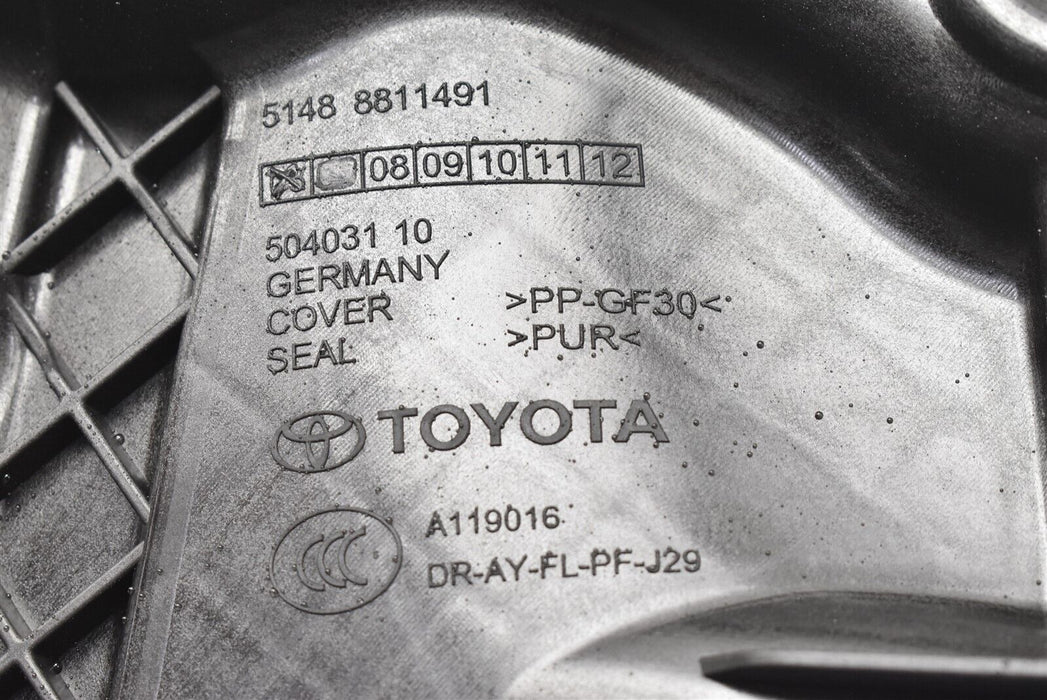 5148 8811491
08 09 10 11 12
504031 10
GERMANY
COVER >PP-GF30<
SEAL >PUR<
TOYOTA
CCC
A119016
DR-AY-FL-PF-J29